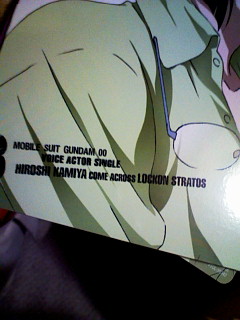 MOBILE SUIT GUNDAM 00
VOICE ACTOR SINGLE
HIROSHI KAMIYA COME ACROSS LOCKON STRATOS